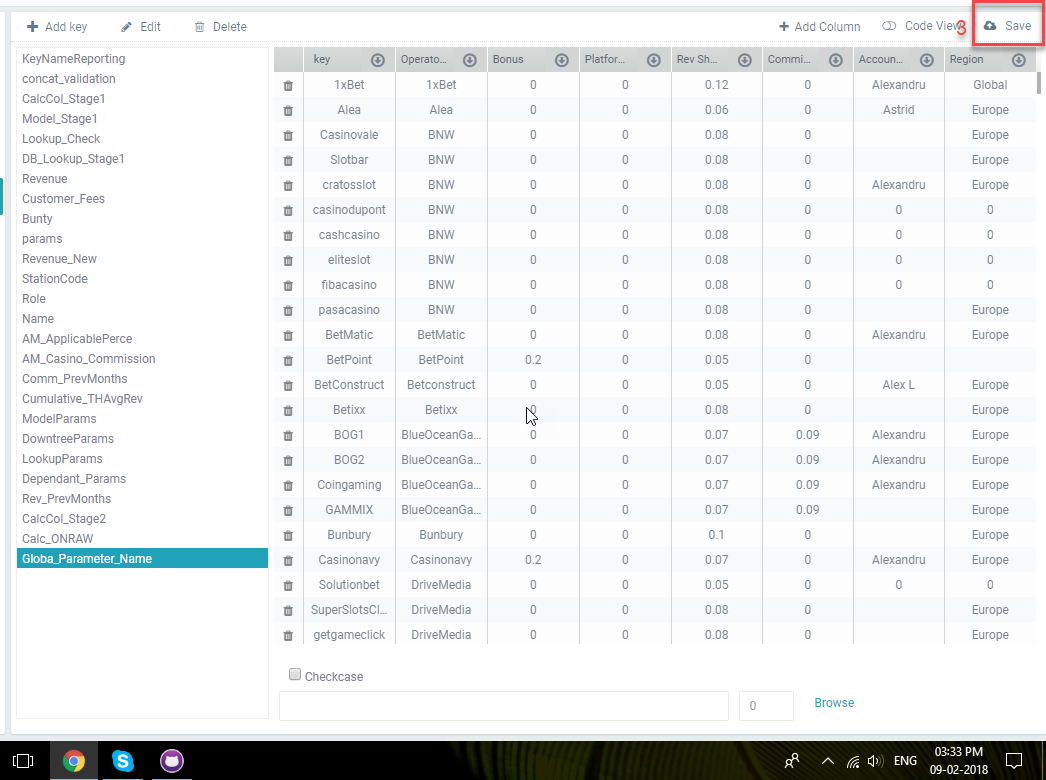 Add key Edit Delete Add Column Code View 3 Save
KeyNameReporting
concat_validation
CalcCol_Stage1
Model_Stage1
Lookup_Check
DB_Lookup_Stage1
Revenue
Customer_Fees
Bunty
params
Revenue_New
StationCode
Role
Name
AM_ApplicablePerce
AM_Casino_Commission
Comm_PrevMonths
Cumulative_THAvgRev
ModelParams
DowntreeParams
LookupParams
Dependant_Params
Rev_PrevMonths
CalcCol_Stage2
Calc_ONRAW
Globa_Parameter_Name
key Operato... Bonus Platfor... Rev Sh... Commi... Accoun... Region
1xBet 1xBet 0 0 0.12 0 Alexandru Global
Alea Alea 0 0 0.06 0 Astrid Europe
Casinovale BNW 0 0 0.08 0 Europe
Slotbar BNW 0 0 0.08 0 Europe
cratosslot BNW 0 0 0.08 0 Alexandru Europe
casinodupont BNW 0 0 0.08 0 0 0
cashcasino BNW 0 0 0.08 0 0 0
eliteslot BNW 0 0 0.08 0 0 0
fibacasino BNW 0 0 0.08 0 0 0
pasacasino BNW 0 0 0.08 0 Europe
BetMatic BetMatic 0 0 0.08 0 Alexandru Europe
BetPoint BetPoint 0.2 0 0.05 0
BetConstruct Betconstruct 0 0 0.05 0 Alex L Europe
Betixx Betixx 0 0 0.08 0 Europe
BOG1 BlueOceanGa... 0 0 0.07 0.09 Alexandru Europe
BOG2 BlueOceanGa... 0 0 0.07 0.09 Alexandru Europe
Coingaming BlueOceanGa... 0 0 0.07 0.09 Alexandru Europe
GAMMIX BlueOceanGa... 0 0 0.07 0.09 Europe
Bunbury Bunbury 0 0 0.1 0 Europe
Casinonavy Casinonavy 0.2 0 0.07 0 Alexandru Europe
Solutionbet DriveMedia 0 0 0.05 0 0 0
SuperSlotsCl... DriveMedia 0 0 0.08 0 Europe
getgameclick DriveMedia 0 0 0.08 0 Europe
Checkcase
0 Browse
ENG 03:33 PM
09-02-2018